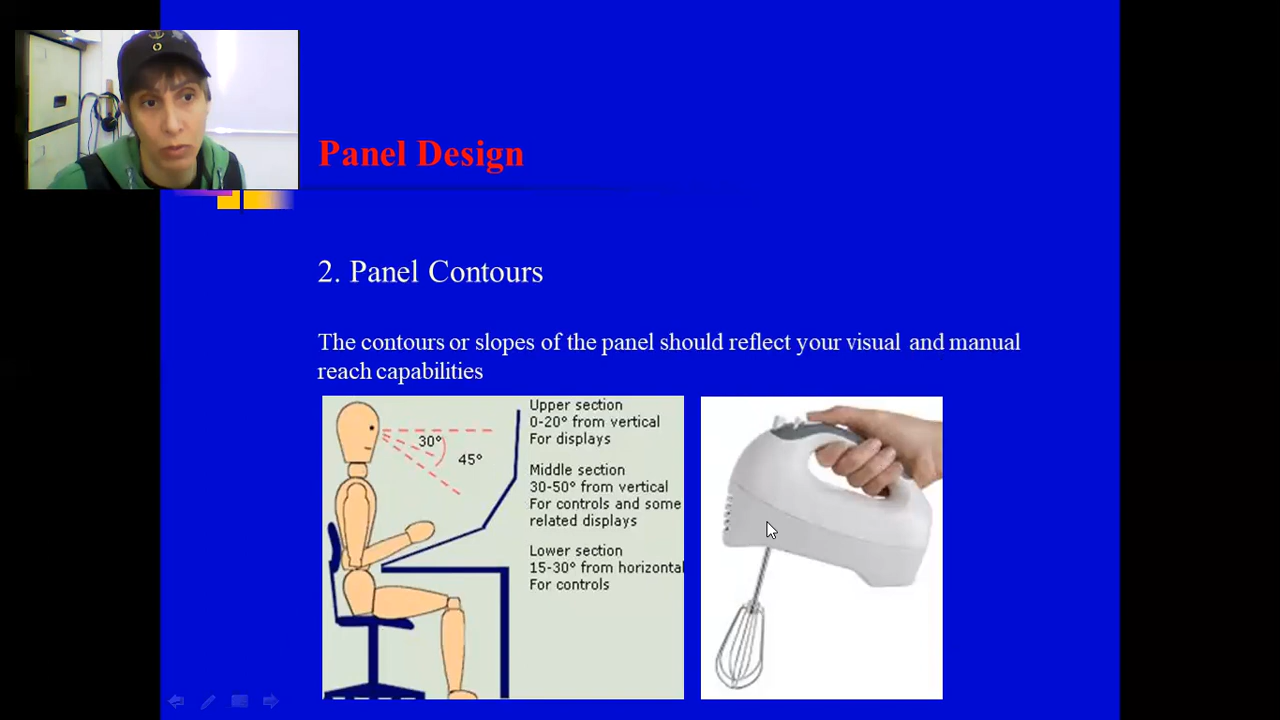 Panel Design
2. Panel Contours
The contours or slopes of the panel should reflect your visual and manual
reach capabilities
30°
45°
Upper section
0-20° from vertical
For displays
Middle section
30-50° from vertical
For controls and some
related displays
Lower section
15-30° from horizontal
For controls